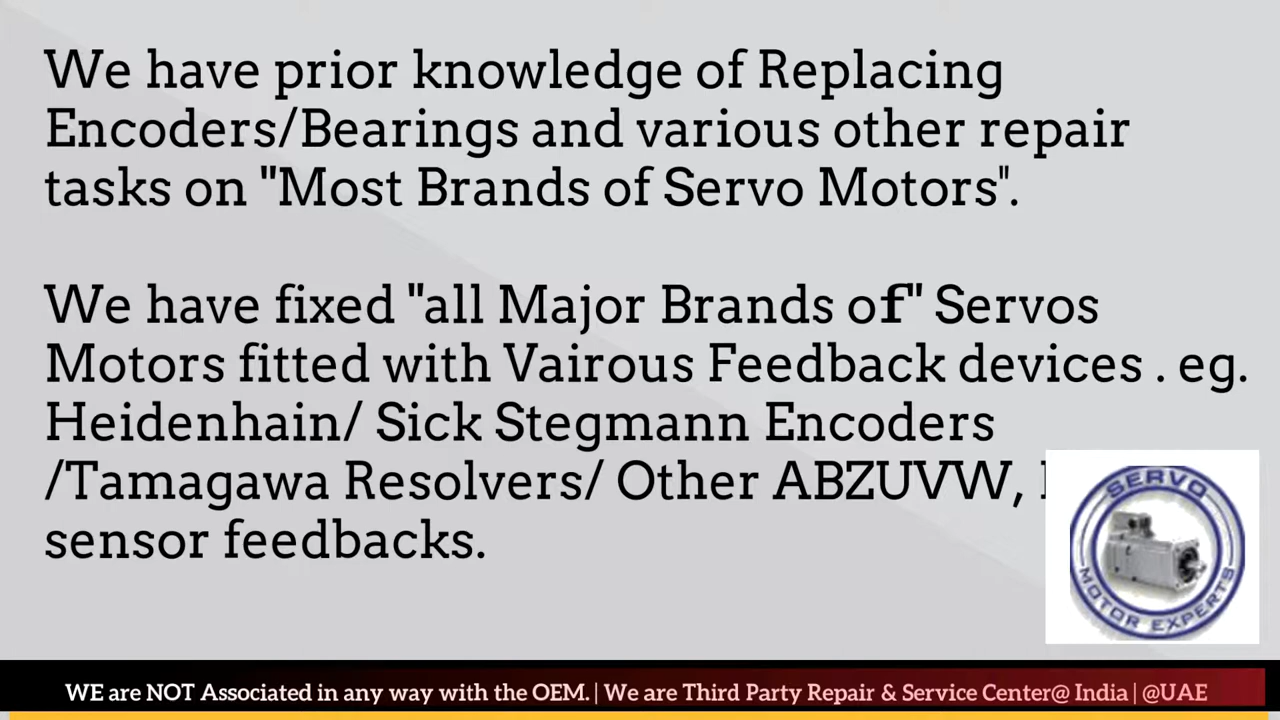 We have prior knowledge of Replacing
Encoders/Bearings and various other repair
tasks on "Most Brands of Servo Motors".
We have fixed "all Major Brands of" Servos
Motors fitted with Vairous Feedback devices . eg.
Heidenhain/ Sick Stegmann Encoders
/Tamagawa Resolvers/ Other ABZUVW,
sensor feedbacks.
SERVO
MOTOR EXPERTS
WE are NOT Associated in any way with the OEM. | We are Third Party Repair & Service Center@ India | @UAE